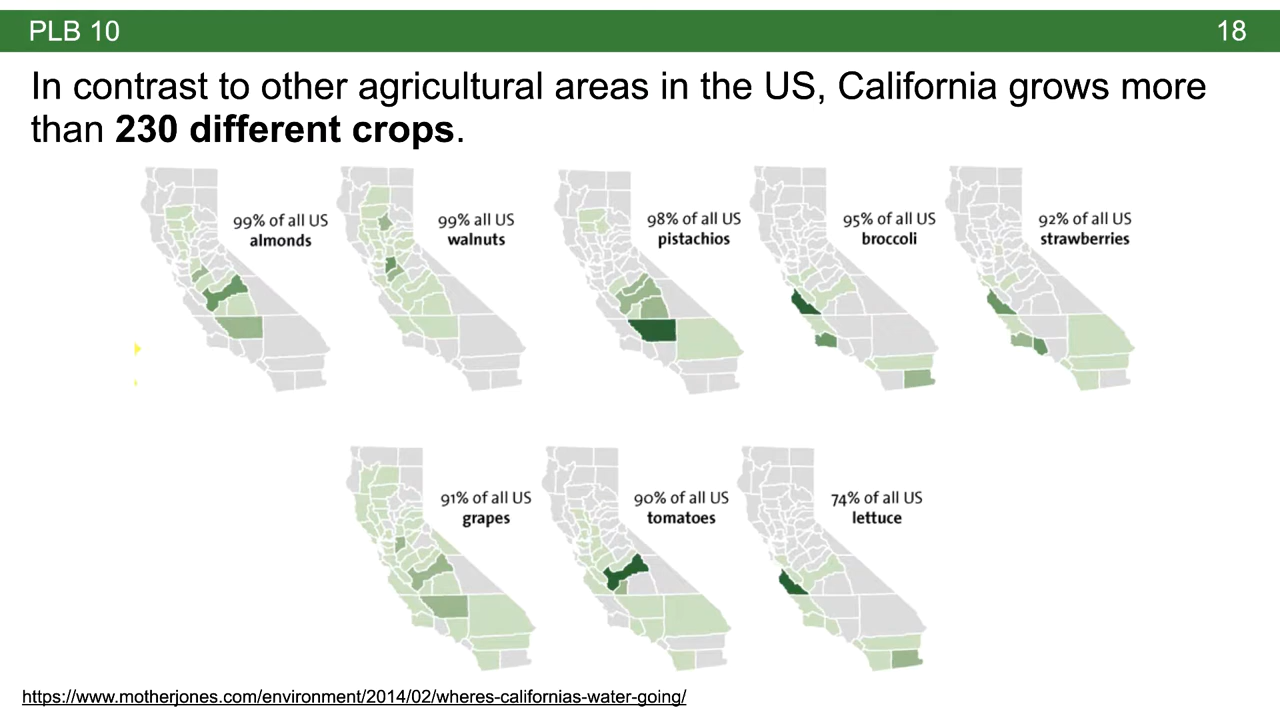 PLB 10
18
In contrast to other agricultural areas in the US, California grows more
than 230 different crops.
99% of all US
almonds
99% all US
walnuts
98% of all US
pistachios
95% of all US
broccoli
92% of all US
strawberries
91% of all US
grapes
90% of all US
tomatoes
74% of all US
lettuce
https://www.motherjones.com/environment/2014/02/wheres-californias-water-going/